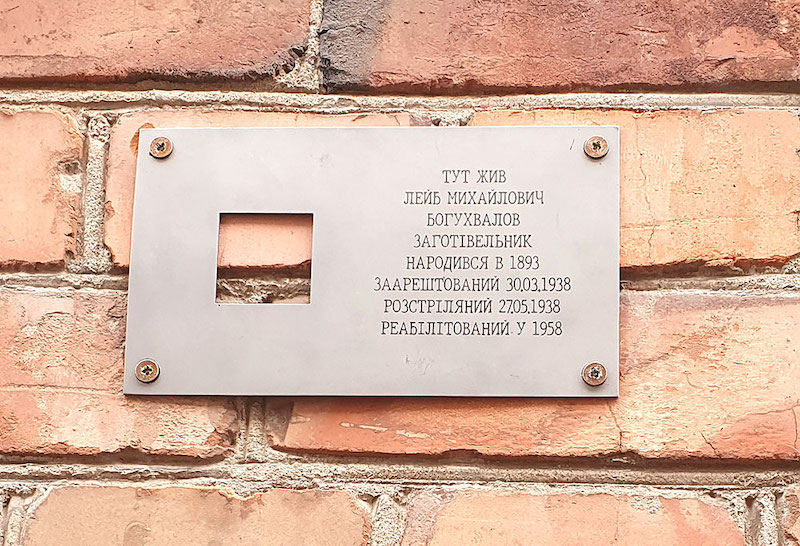 ТУТ ЖИВ
ЛЕЙБ МИХАЙЛОВИЧ
БОГУХВАЛОВ
ЗАГОТІВЕЛЬНИК
НАРОДИВСЯ В 1893
ЗААРЕШТОВАНИЙ 30.03.1938
РОЗСТРІЛЯНИЙ 27.05.1938
РЕАБІЛІТОВАНИЙ У 1958